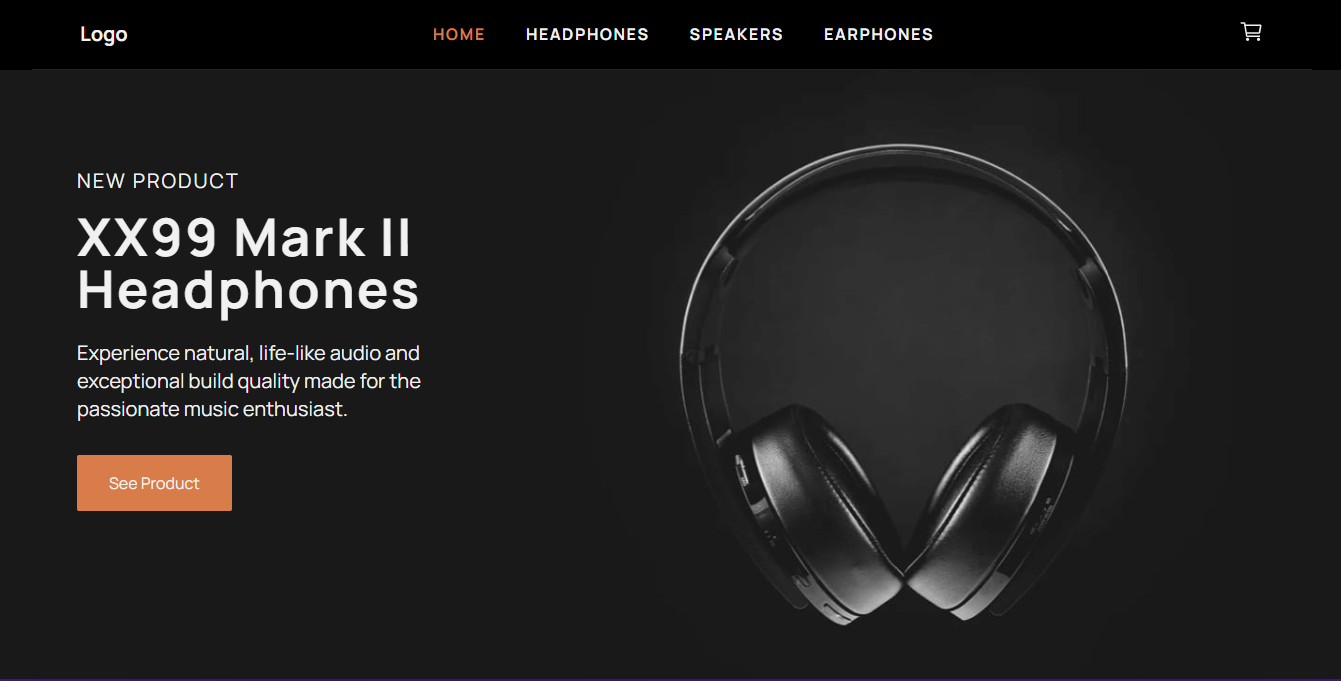 Logo
HOME HEADPHONES SPEAKERS EARPHONES
NEW PRODUCT
XX99 Mark II
Headphones
Experience natural, life-like audio and
exceptional build quality made for the
passionate music enthusiast.
See Product